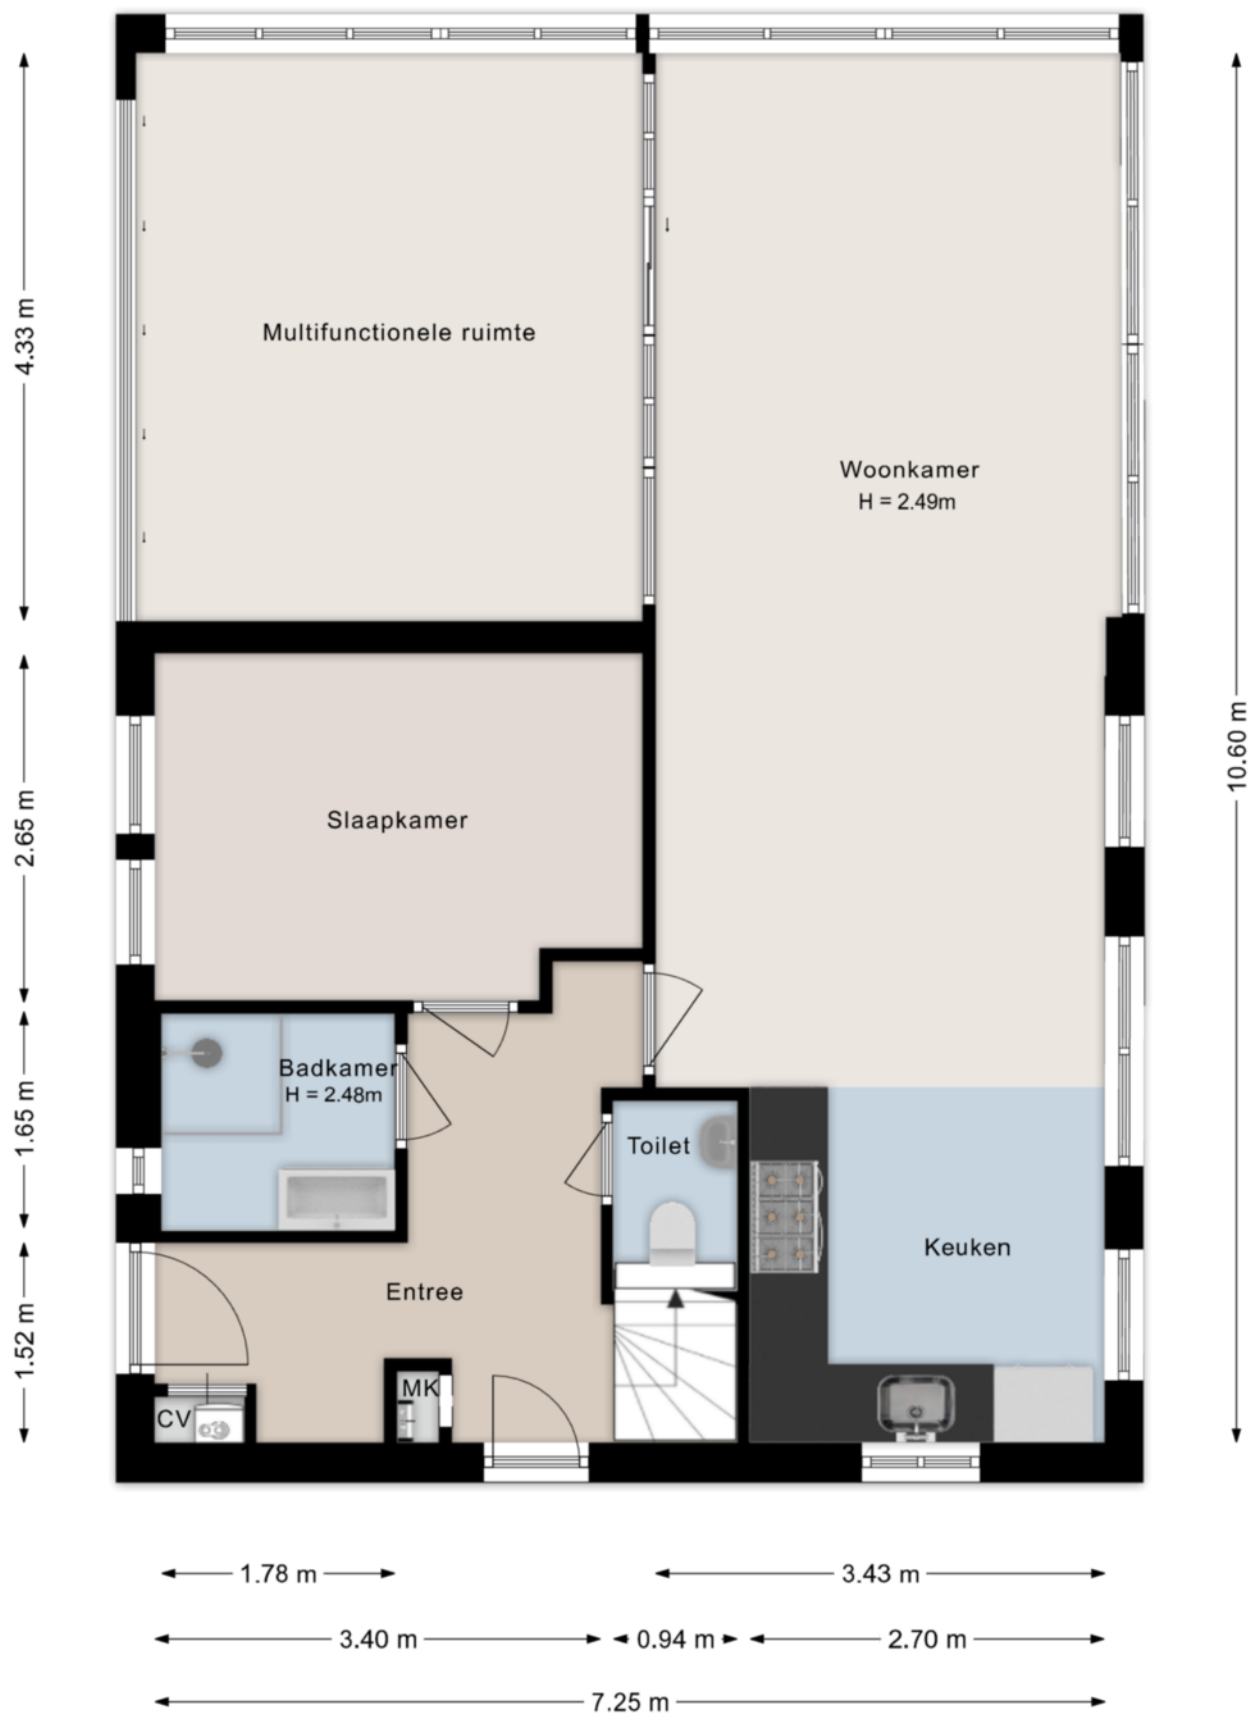 4.33 m
Multifunctionele ruimte
Woonkamer
H = 2.49m
10.60 m
2.65 m
Slaapkamer
1.65 m
Badkamer
H = 2.48m
Toilet
Keuken
1.52 m
Entree
MK
CV
1.78 m
3.43 m
3.40 m
0.94 m
2.70 m
7.25 m